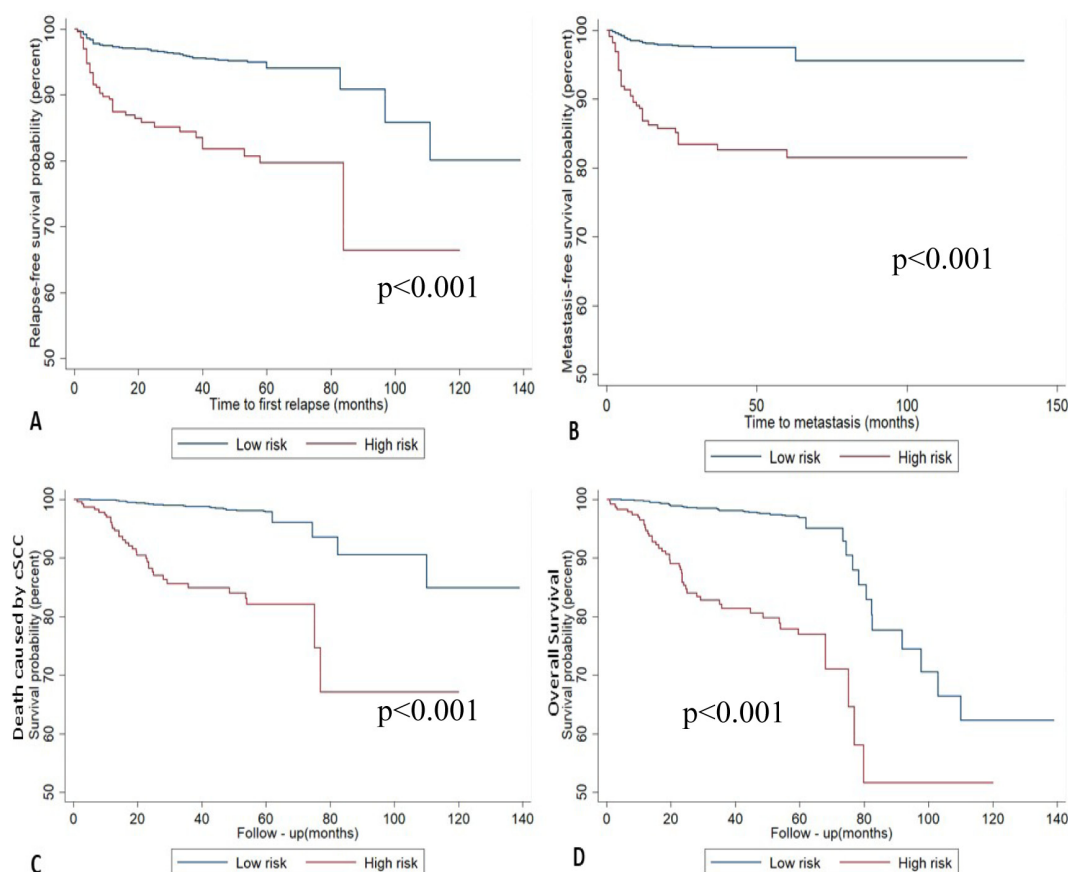 Relapse-free survival probability (percent)
100
90
80
70
60
50
p<0.001
0 20 40 60 80 100 120 140
Time to first relapse (months)
A
Low risk High risk
Metastasis-free survival probability (percent)
100
90
80
70
60
50
p<0.001
0 50 100 150
Time to metastasis (months)
B
Low risk High risk
Death caused by cSCC
Survival probability (percent)
100
90
80
70
60
50
p<0.001
0 20 40 60 80 100 120 140
Follow - up(months)
C
Low risk High risk
Overall Survival
Survival probability (percent)
100
90
80
70
60
50
p<0.001
0 20 40 60 80 100 120 140
Follow - up(months)
D
Low risk High risk